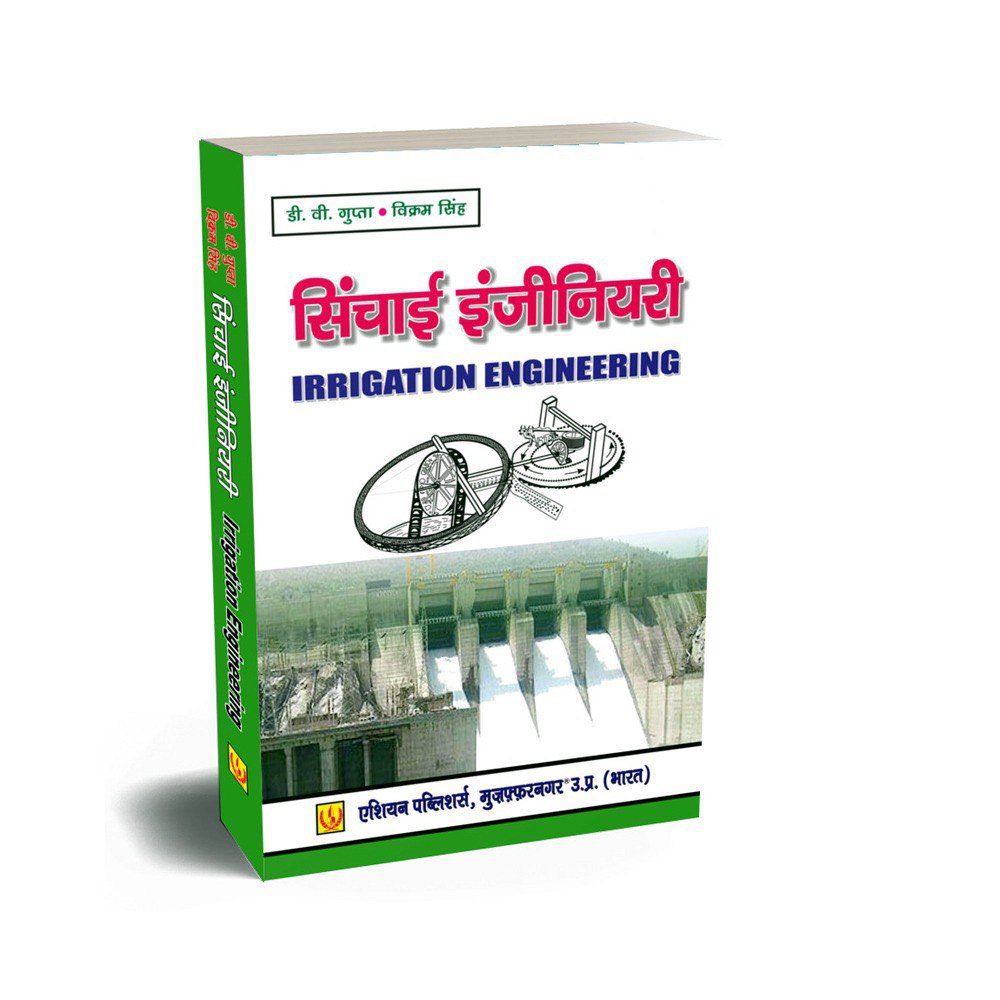 डी. वी. गुप्ता • विक्रम सिंह
सिंचाई इंजीनियरी
IRRIGATION ENGINEERING
एशियन पब्लिशर्स, मुज़फ़्फ़रनगर® उ.प्र. (भारत)
डी. वी. गुप्ता
विक्रम सिंह
सिंचाई इंजीनियरी Irrigation Engineering